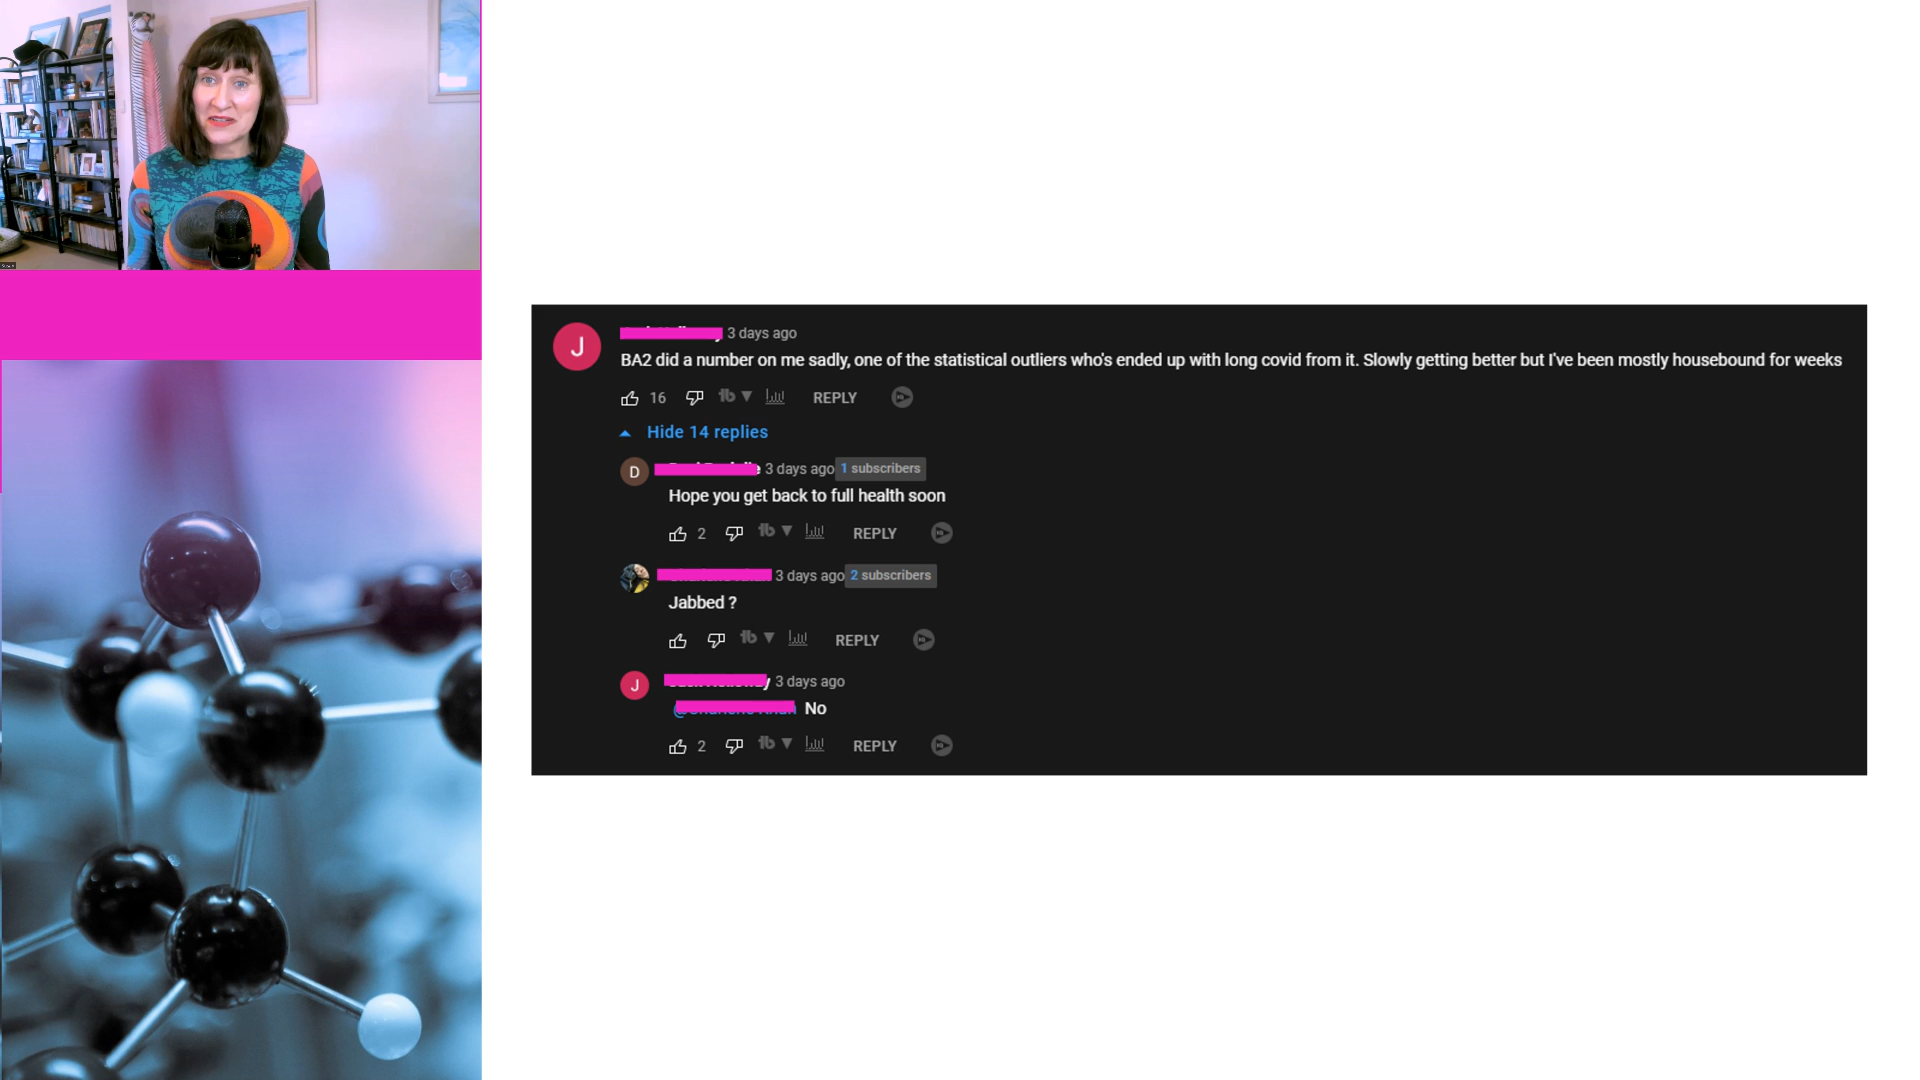 J
3 days ago
BA2 did a number on me sadly, one of the statistical outliers who's ended up with long covid from it. Slowly getting better but I've been mostly housebound for weeks
16 REPLY
Hide 14 replies
D 3 days ago 1 subscribers
Hope you get back to full health soon
2 REPLY
3 days ago 2 subscribers
Jabbed ?
REPLY
J 3 days ago
No
2 REPLY